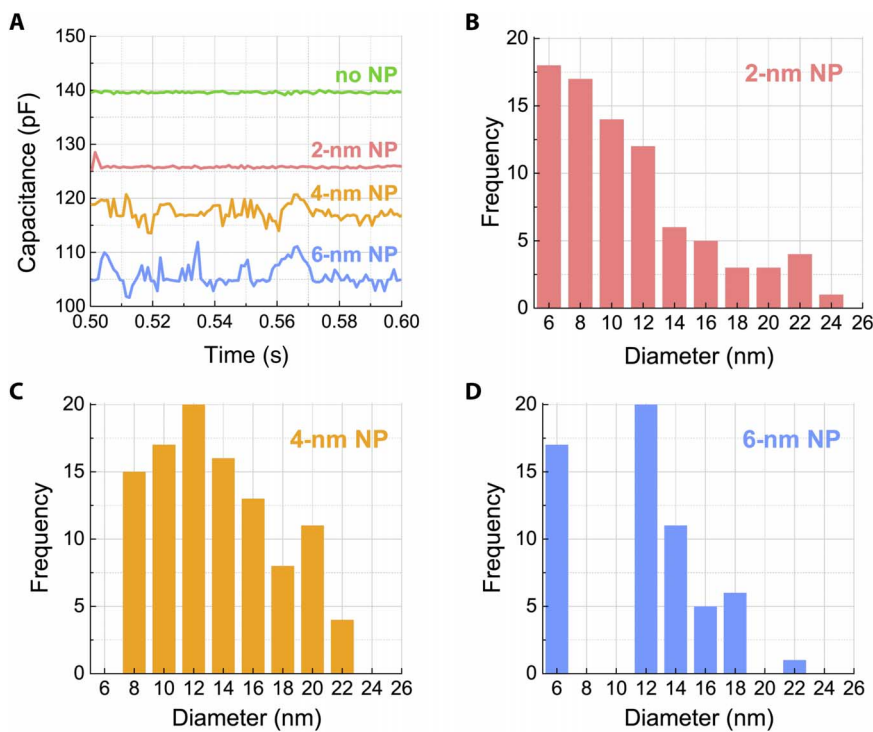 A
Capacitance (pF)
150
140
130
120
110
100
no NP
2-nm NP
4-nm NP
6-nm NP
0.50 0.52 0.54 0.56 0.58 0.60
Time (s)
B
Frequency
20
15
10
5
0
2-nm NP
6 8 10 12 14 16 18 20 22 24 26
Diameter (nm)
C
Frequency
20
15
10
5
0
4-nm NP
6 8 10 12 14 16 18 20 22 24 26
Diameter (nm)
D
Frequency
20
15
10
5
0
6-nm NP
6 8 10 12 14 16 18 20 22 24 26
Diameter (nm)